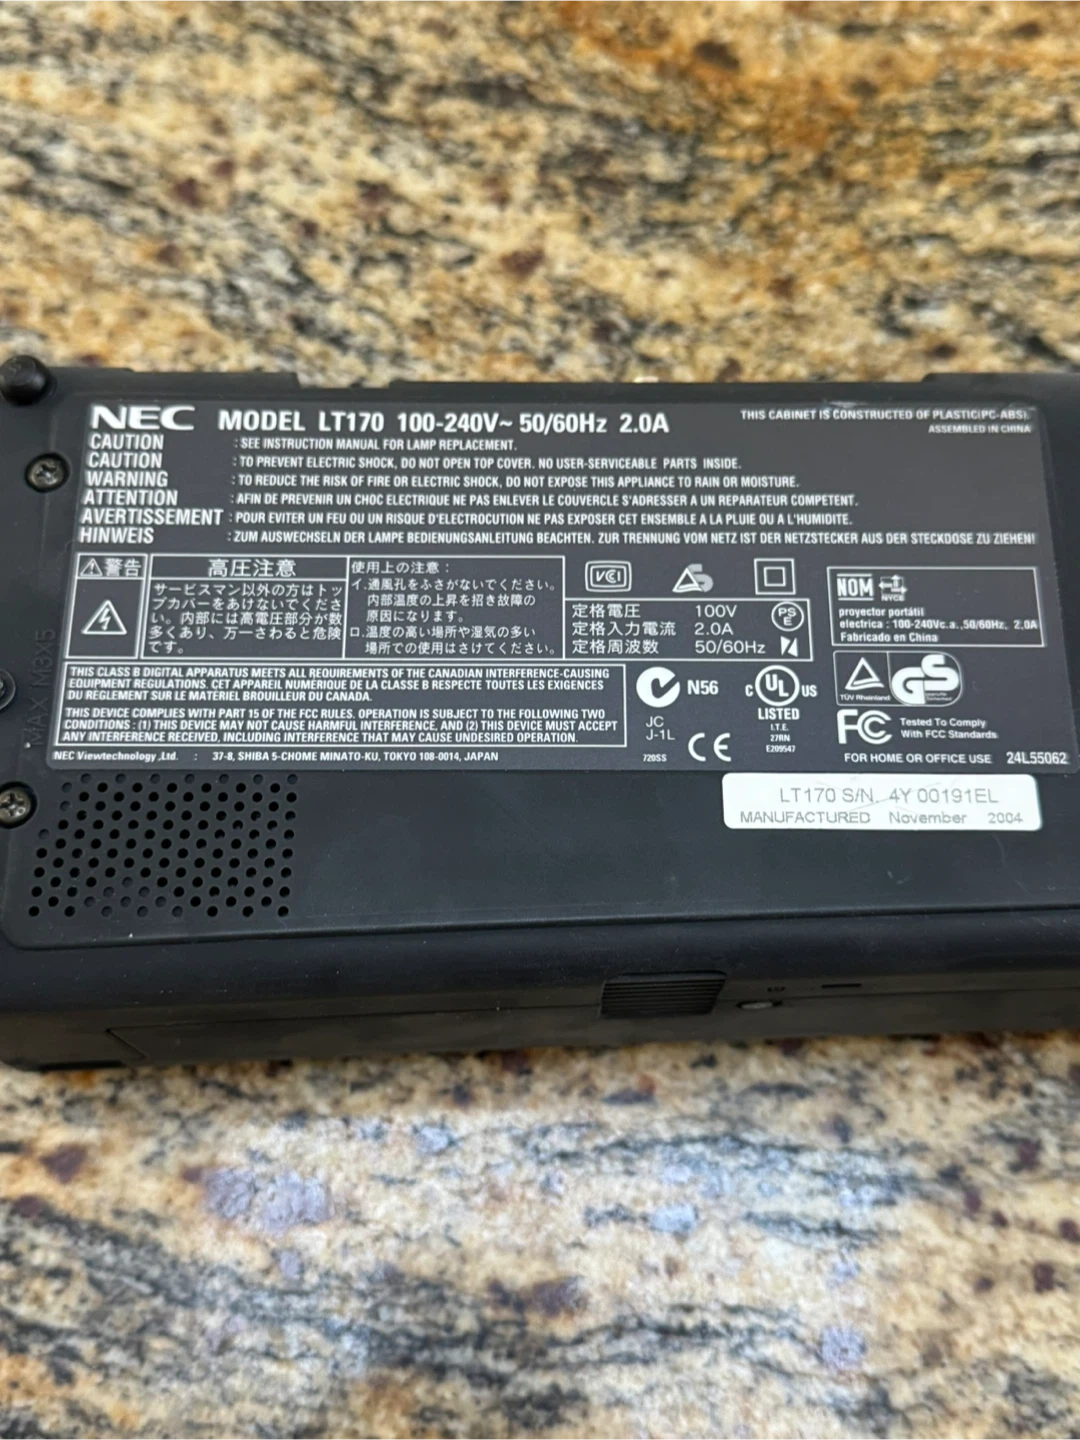 NEC MODEL LT170 100-240V~ 50/60Hz 2.0A
THIS CABINET IS CONSTRUCTED OF PLASTIC(PC-ABS).
ASSEMBLED IN CHINA
CAUTION : SEE INSTRUCTION MANUAL FOR LAMP REPLACEMENT.
CAUTION : TO PREVENT ELECTRIC SHOCK, DO NOT OPEN TOP COVER. NO USER-SERVICEABLE PARTS INSIDE.
WARNING : TO REDUCE THE RISK OF FIRE OR ELECTRIC SHOCK, DO NOT EXPOSE THIS APPLIANCE TO RAIN OR MOISTURE.
ATTENTION : AFIN DE PREVENIR UN CHOC ELECTRIQUE NE PAS ENLEVER LE COUVERCLE S'ADRESSER A UN REPARATEUR COMPETENT.
AVERTISSEMENT : POUR EVITER UN FEU OU UN RISQUE D'ELECTROCUTION NE PAS EXPOSER CET ENSEMBLE A LA PLUIE OU A L'HUMIDITE.
HINWEIS : ZUM AUSWECHSELN DER LAMPE BEDIENUNGSANLEITUNG BEACHTEN. ZUR TRENNUNG VOM NETZ IST DER NETZSTECKER AUS DER STECKDOSE ZU ZIEHEN!
警告
高圧注意
サービスマン以外の方はトッ
プカバーをあけないでくださ
い。内部には高電圧部分が数
多くあり、万一さわると危険
です。
使用上の注意：
イ.通風孔をふさがないでください。
内部温度の上昇を招き故障の
原因になります。
ロ.温度の高い場所や湿気の多い
場所での使用はさけてください。
VCI
S
定格電圧 100V
定格入力電流 2.0A
定格周波数 50/60Hz
PS
E
NOM NYCE
proyector portátil
electrica : 100-240Vc.a.,50/60Hz, 2,0A
Fabricado en China
THIS CLASS B DIGITAL APPARATUS MEETS ALL REQUIREMENTS OF THE CANADIAN INTERFERENCE-CAUSING
EQUIPMENT REGULATIONS. CET APPAREIL NUMERIQUE DE LA CLASSE B RESPECTE TOUTES LES EXIGENCES
DU REGLEMENT SUR LE MATERIEL BROUILLEUR DU CANADA.
THIS DEVICE COMPLIES WITH PART 15 OF THE FCC RULES. OPERATION IS SUBJECT TO THE FOLLOWING TWO
CONDITIONS : (1) THIS DEVICE MAY NOT CAUSE HARMFUL INTERFERENCE, AND (2) THIS DEVICE MUST ACCEPT
ANY INTERFERENCE RECEIVED, INCLUDING INTERFERENCE THAT MAY CAUSE UNDESIRED OPERATION.
N56
JC
J-1L
720SS
CE
C UL US
LISTED
I.T.E.
27RN
E209547
TÜV Rheinland
GS
FC Tested To Comply
With FCC Standards
FOR HOME OR OFFICE USE 24L55062
NEC Viewtechnology ,Ltd. : 37-8, SHIBA 5-CHOME MINATO-KU, TOKYO 108-0014, JAPAN
LT170 S/N. 4Y 00191EL
MANUFACTURED November 2004
MAX M3X5